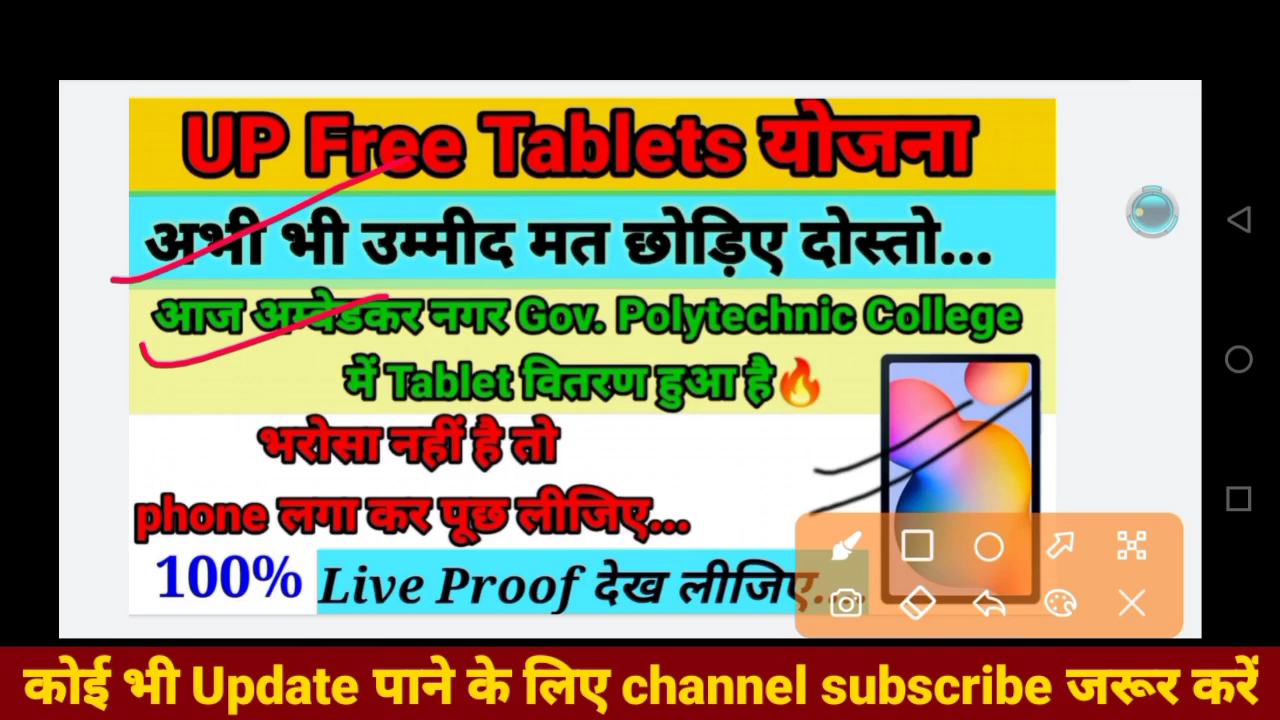 UP Free Tablets योजना
अभी भी उम्मीद मत छोड़िए दोस्तो...
आज अम्बेडकर नगर Gov. Polytechnic College
में Tablet वितरण हुआ है🔥
भरोसा नहीं है तो
phone लगा कर पूछ लीजिए...
100% Live Proof देख लीजिए...
कोई भी Update पाने के लिए channel subscribe जरूर करें